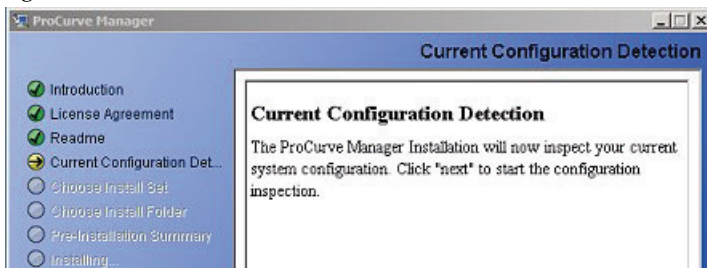 ProCurve Manager
Current Configuration Detection
Introduction
License Agreement
Readme
Current Configuration Det...
Choose Install Set
Choose Install Folder
Pre-Installation Summary
Installing...
Current Configuration Detection
The ProCurve Manager Installation will now inspect your current
system configuration. Click "next" to start the configuration
inspection.